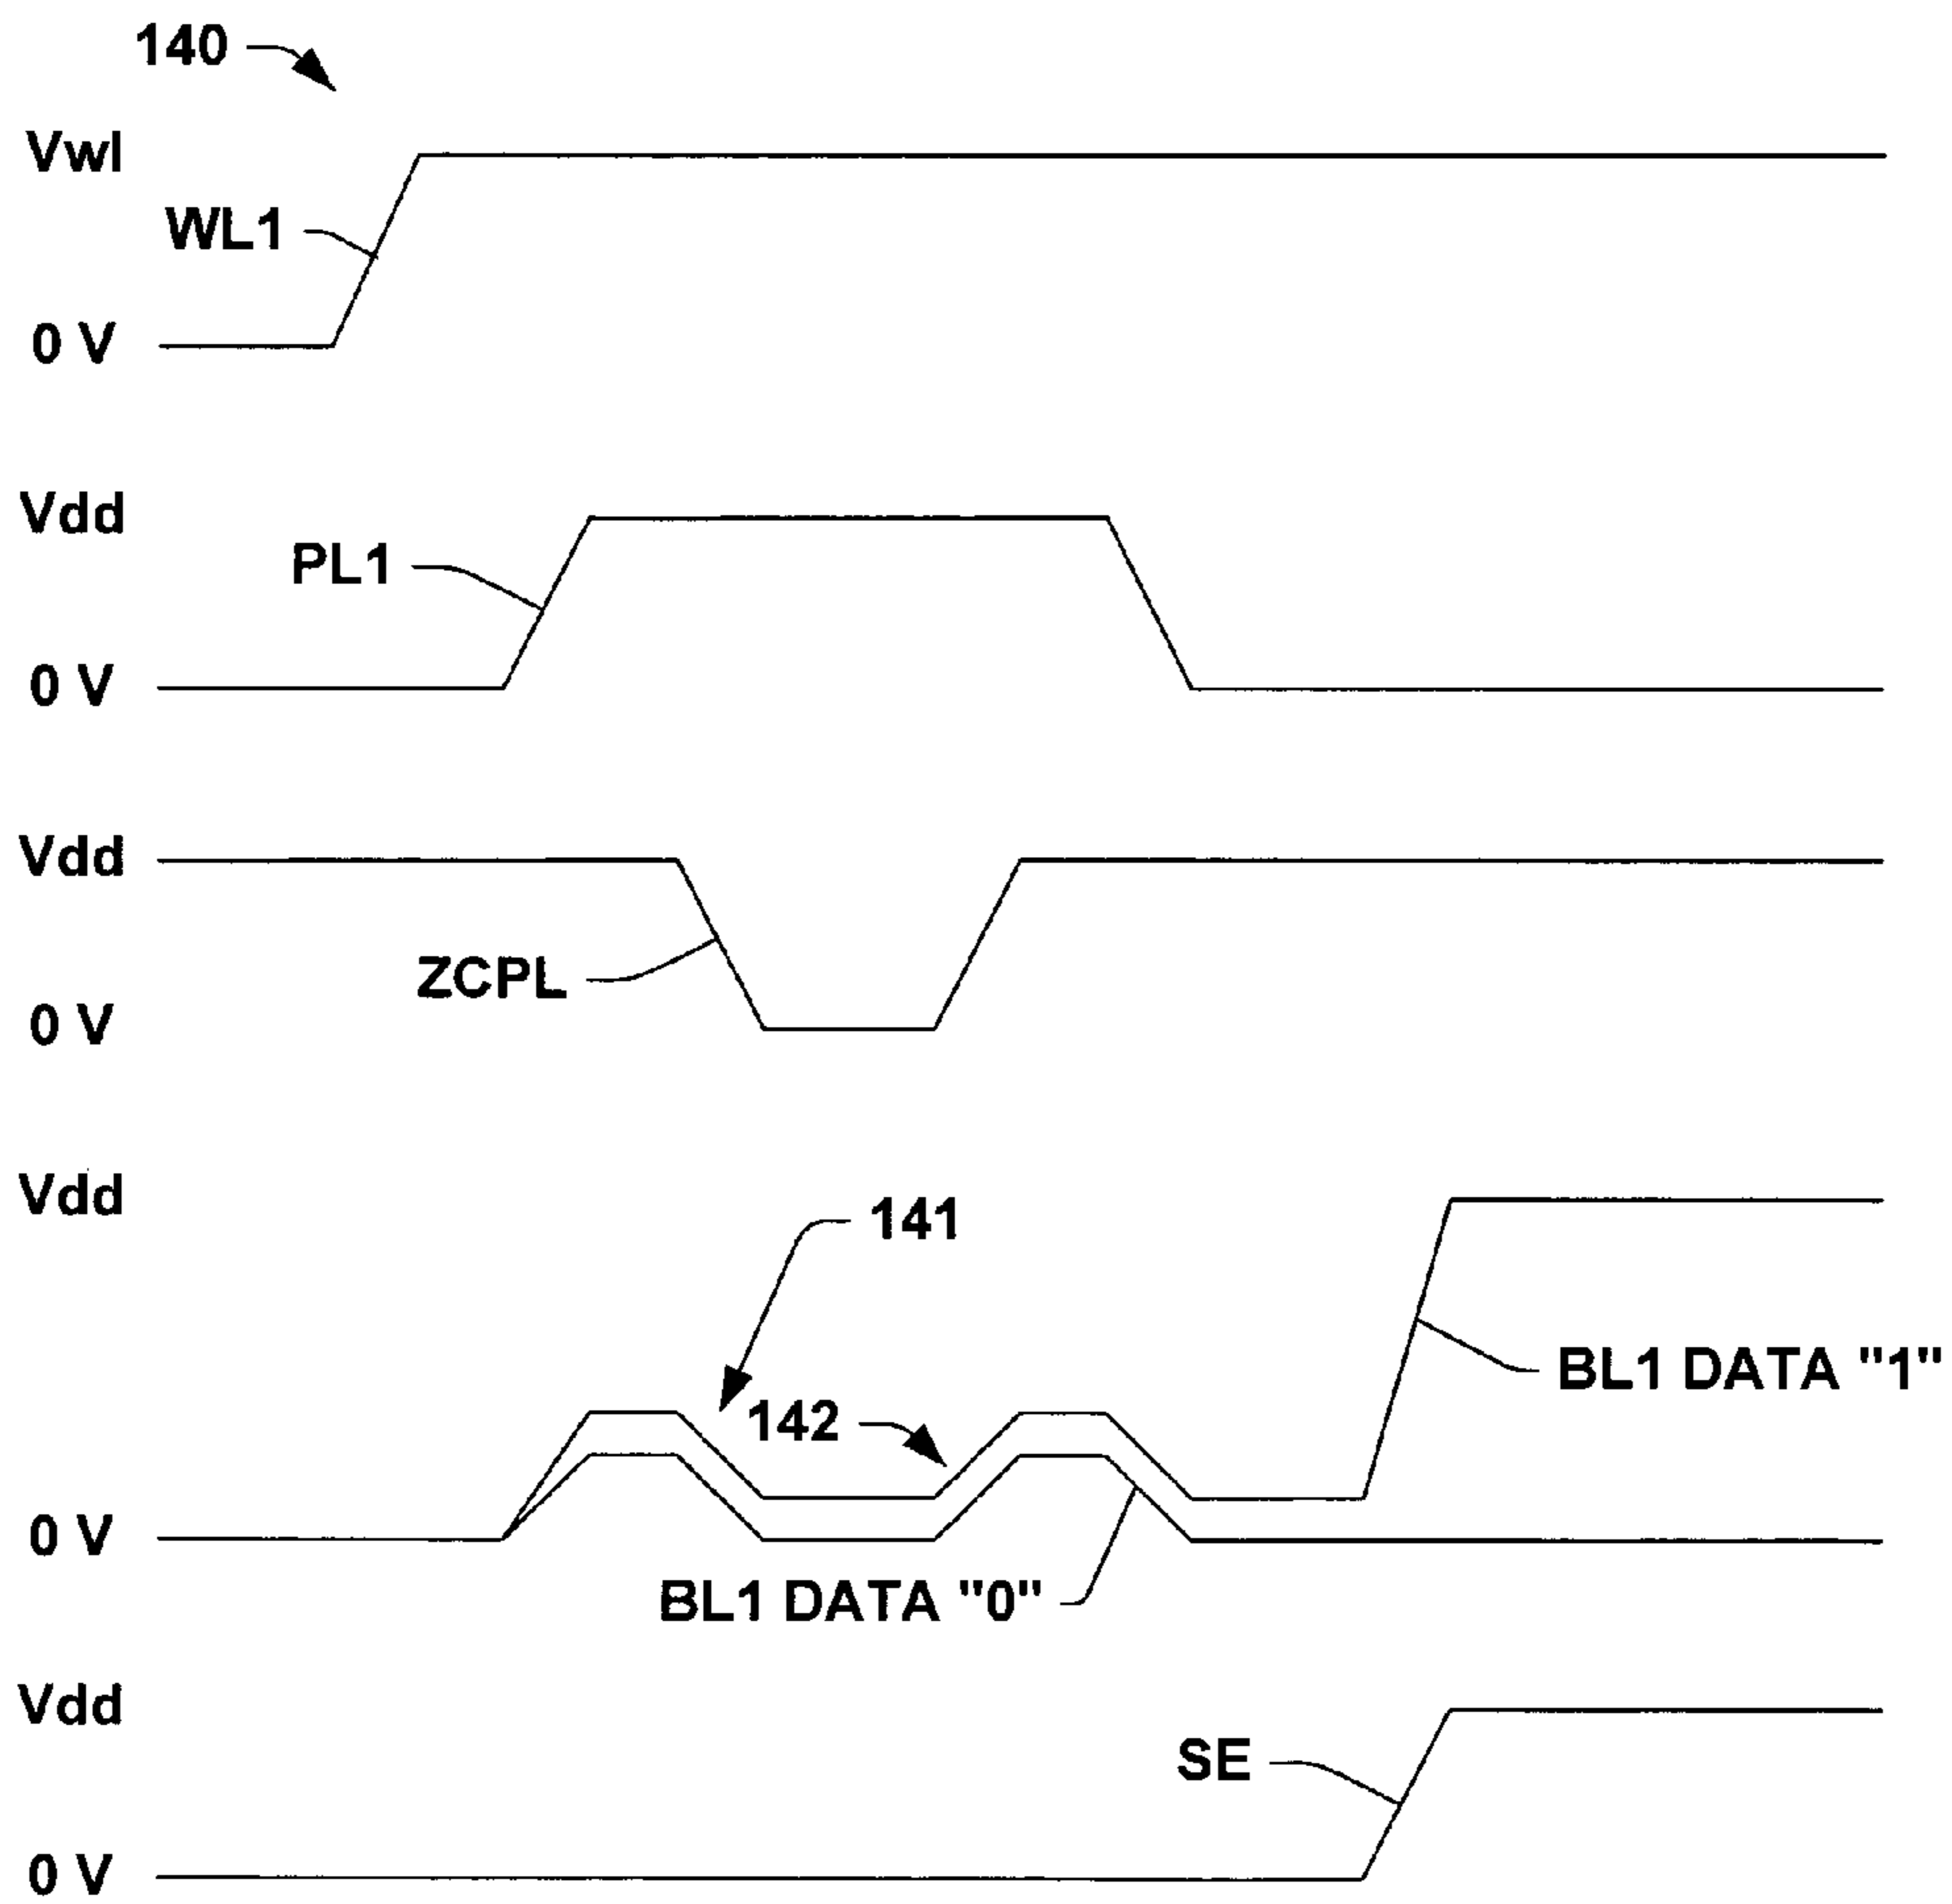 140
Vwl
WL1
0 V
Vdd
PL1
0 V
Vdd
ZCPL
0 V
Vdd
141
BL1 DATA "1"
142
0 V
BL1 DATA "0"
Vdd
SE
0 V